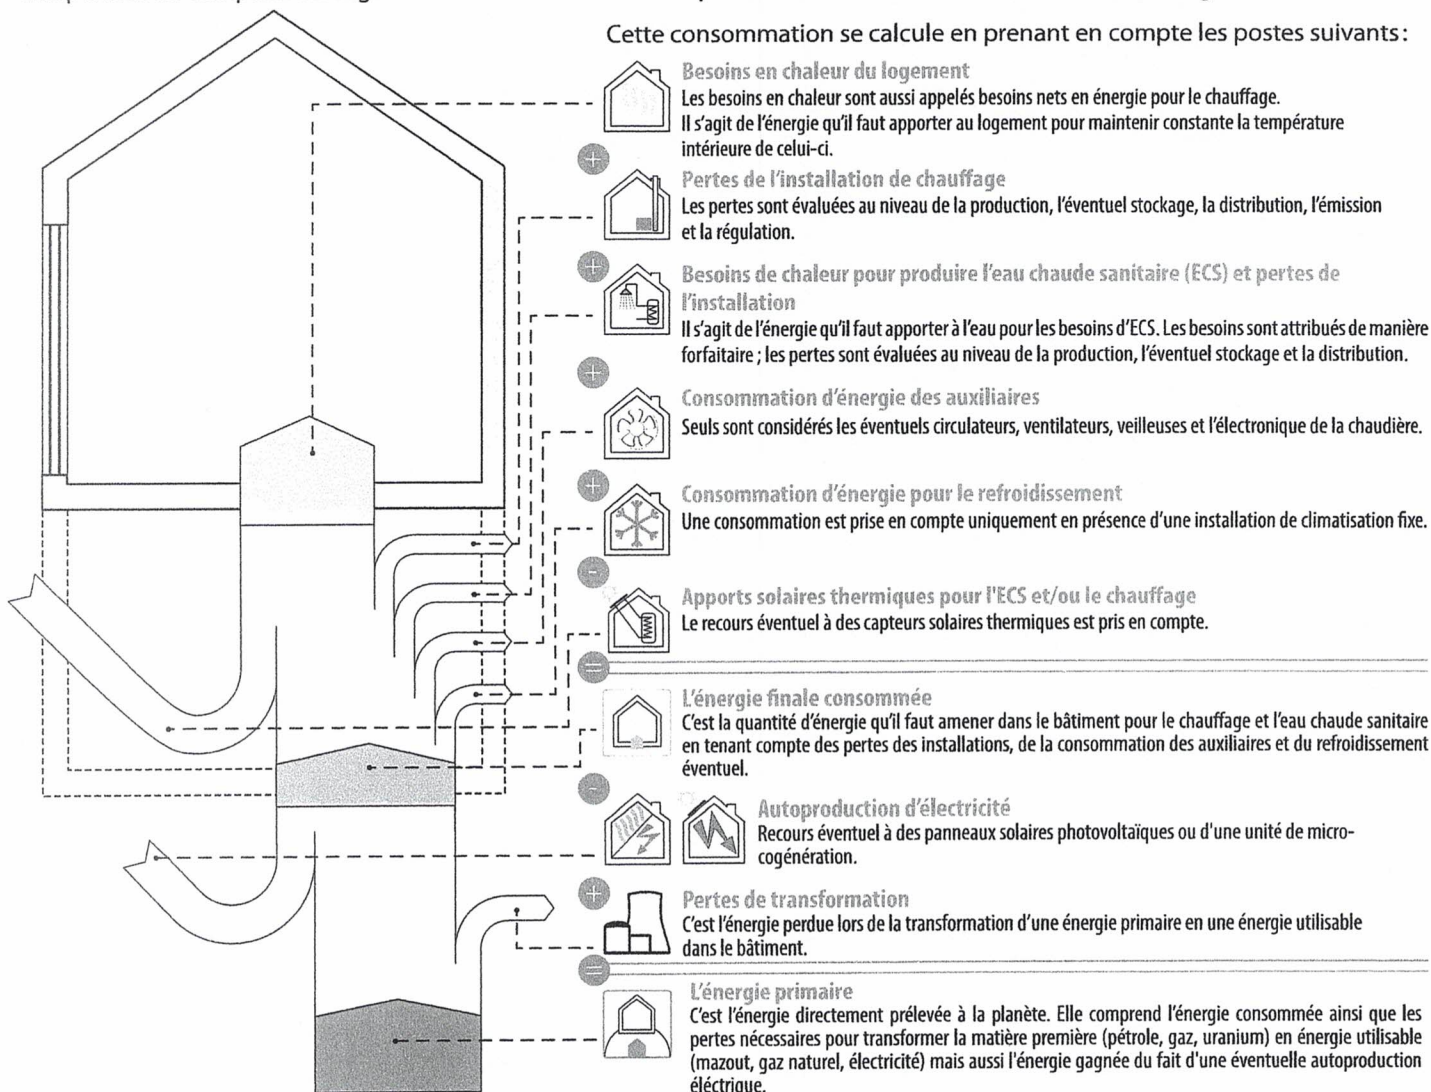 Cette consommation se calcule en prenant en compte les postes suivants :
Besoins en chaleur du logement
Les besoins en chaleur sont aussi appelés besoins nets en énergie pour le chauffage.
Il s'agit de l'énergie qu'il faut apporter au logement pour maintenir constante la température
intérieure de celui-ci.
+
Pertes de l'installation de chauffage
Les pertes sont évaluées au niveau de la production, l'éventuel stockage, la distribution, l'émission
et la régulation.
+
Besoins de chaleur pour produire l'eau chaude sanitaire (ECS) et pertes de
l'installation
Il s'agit de l'énergie qu'il faut apporter à l'eau pour les besoins d'ECS. Les besoins sont attribués de manière
forfaitaire ; les pertes sont évaluées au niveau de la production, l'éventuel stockage et la distribution.
+
Consommation d'énergie des auxiliaires
Seuls sont considérés les éventuels circulateurs, ventilateurs, veilleuses et l'électronique de la chaudière.
+
Consommation d'énergie pour le refroidissement
Une consommation est prise en compte uniquement en présence d'une installation de climatisation fixe.
-
Apports solaires thermiques pour l'ECS et/ou le chauffage
Le recours éventuel à des capteurs solaires thermiques est pris en compte.
=
L'énergie finale consommée
C'est la quantité d'énergie qu'il faut amener dans le bâtiment pour le chauffage et l'eau chaude sanitaire
en tenant compte des pertes des installations, de la consommation des auxiliaires et du refroidissement
éventuel.
-
Autoproduction d'électricité
Recours éventuel à des panneaux solaires photovoltaïques ou d'une unité de micro-
cogénération.
+
Pertes de transformation
C'est l'énergie perdue lors de la transformation d'une énergie primaire en une énergie utilisable
dans le bâtiment.
=
L'énergie primaire
C'est l'énergie directement prélevée à la planète. Elle comprend l'énergie consommée ainsi que les
pertes nécessaires pour transformer la matière première (pétrole, gaz, uranium) en énergie utilisable
(mazout, gaz naturel, électricité) mais aussi l'énergie gagnée du fait d'une éventuelle autoproduction
éléctrique.